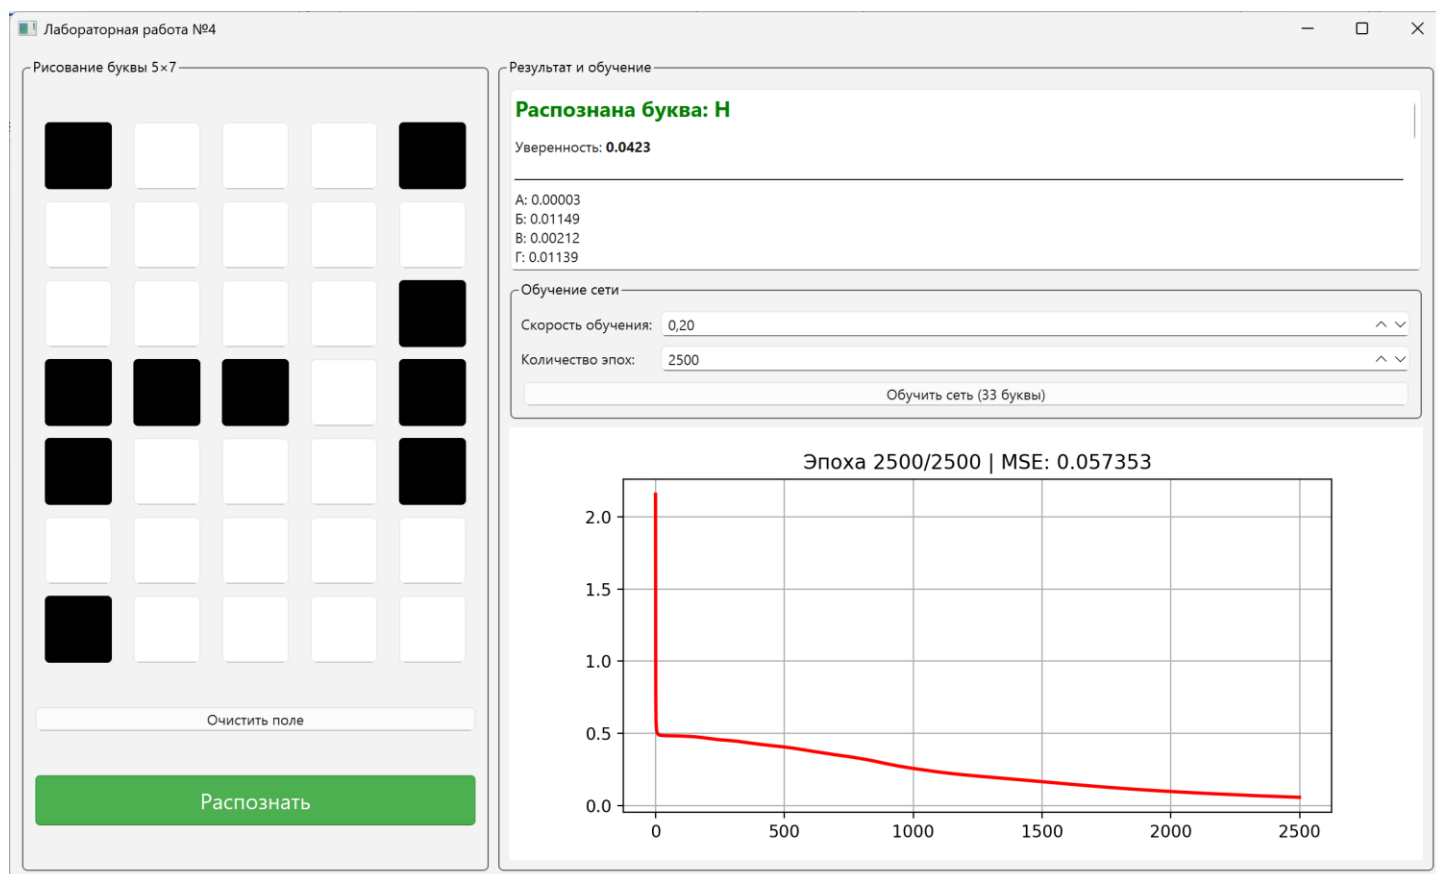 Лабораторная работа №4
Рисование буквы 5×7
Очистить поле
Распознать
Результат и обучение
Распознана буква: Н
Уверенность: 0.0423
А: 0.00003
Б: 0.01149
В: 0.00212
Г: 0.01139
Обучение сети
Скорость обучения: 0,20
Количество эпох: 2500
Обучить сеть (33 буквы)
Эпоха 2500/2500 | MSE: 0.057353
2.0
1.5
1.0
0.5
0.0
0 500 1000 1500 2000 2500